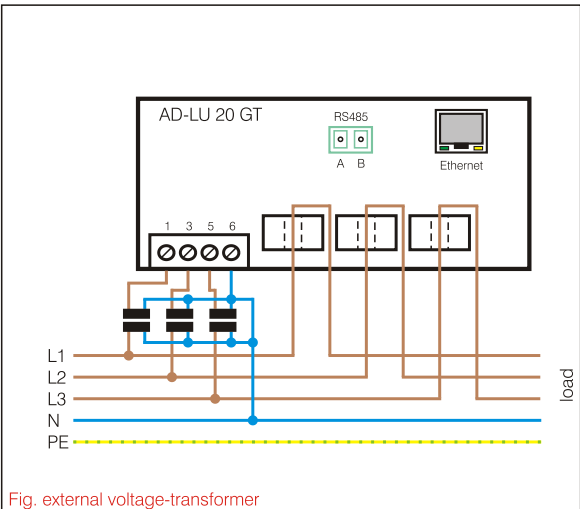 AD-LU 20 GT
RS485
A B
Ethernet
1 3 5 6
L1
L2
L3
N
PE
load
Fig. external voltage-transformer